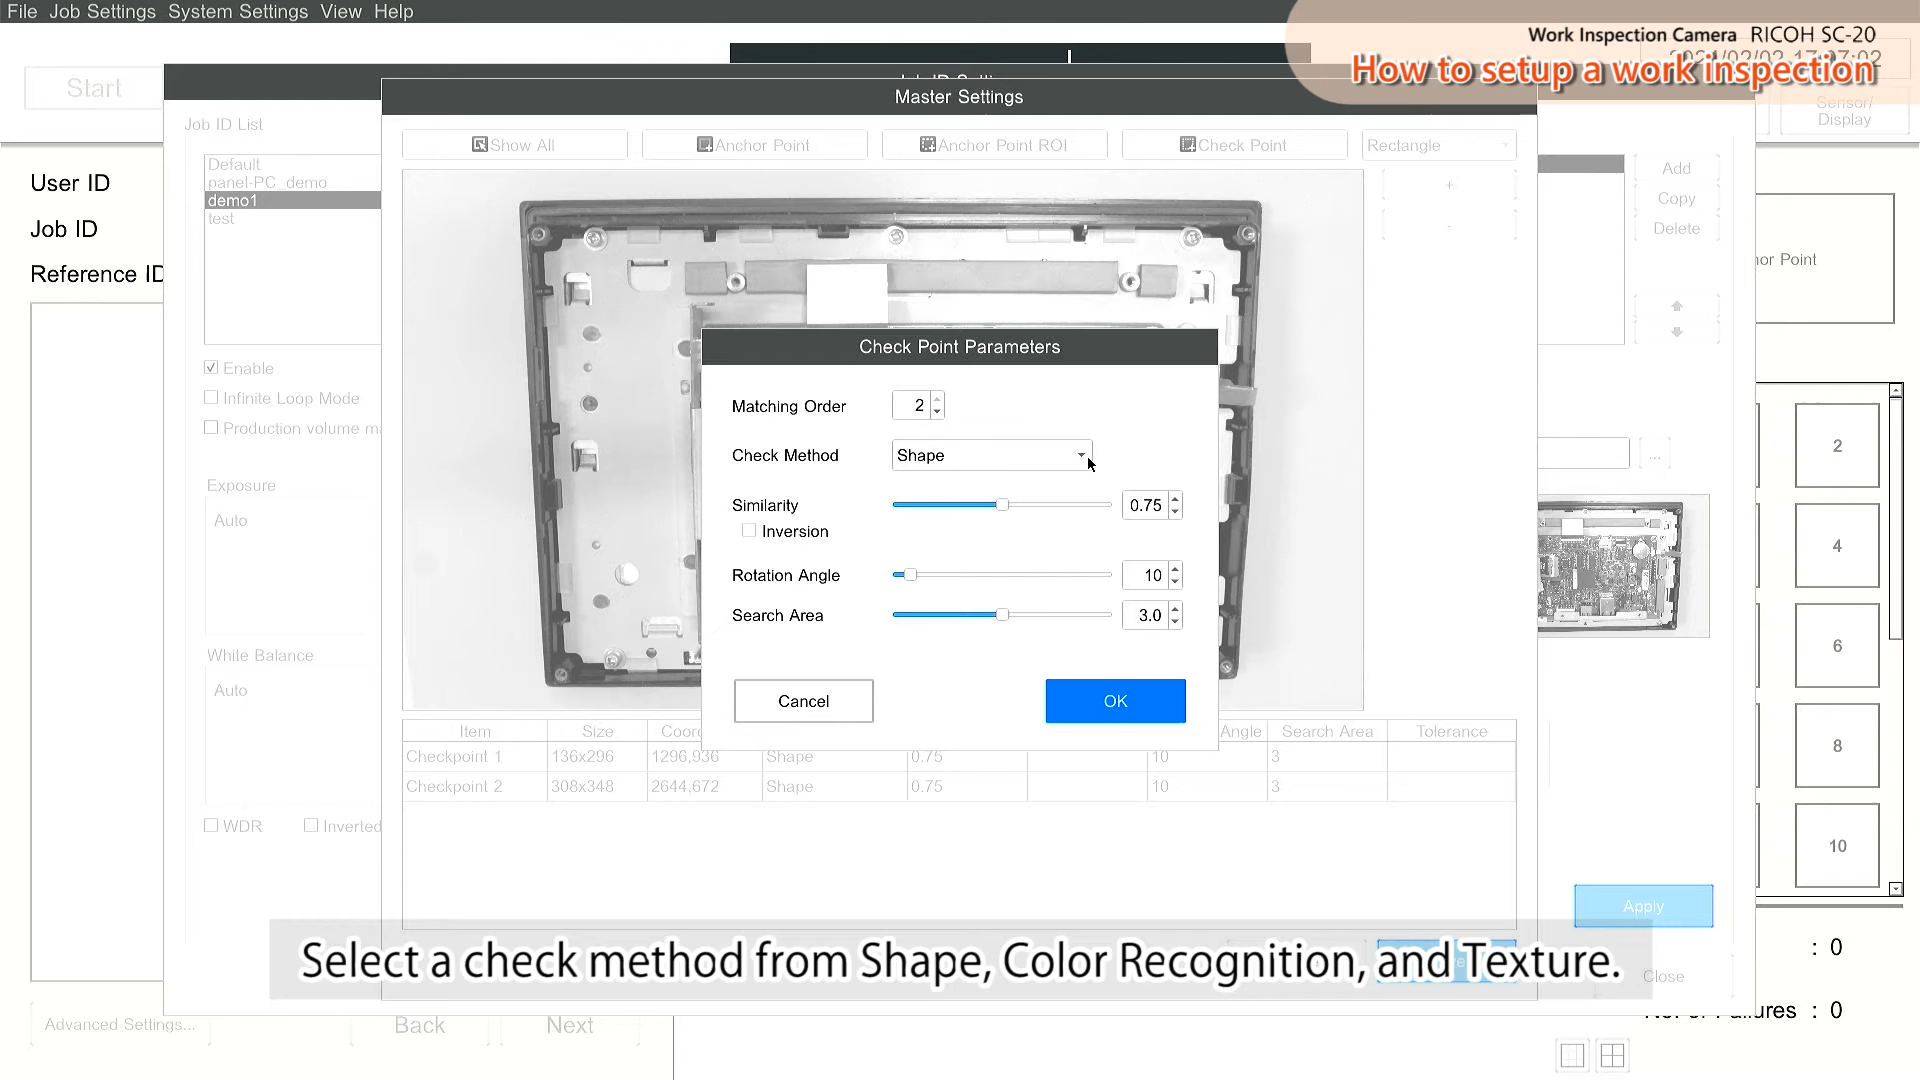 File Job Settings System Settings View Help
Work Inspection Camera RICOH SC-20
How to setup a work inspection
Start
Master Settings
Sensor/
Display
Job ID List
Show All
Anchor Point
Anchor Point ROI
Check Point
Rectangle
Default
panel-PC_demo
demo1
test
+
-
Add
Copy
Delete
User ID
Job ID
Reference ID
Point
Check Point Parameters
Enable
Infinite Loop Mode
Production volume
Matching Order 2
Check Method Shape
...
Exposure
Auto
Similarity 0.75
Inversion
Rotation Angle 10
Search Area 3.0
White Balance
Auto
Cancel
OK
2
4
6
8
10
Item Size Angle Search Area Tolerance
Checkpoint 1 136x296 1296,936 Shape 0.75 10 3
Checkpoint 2 308x348 2644,672 Shape 0.75 10 3
WDR
Inverted
Apply
Select a check method from Shape, Color Recognition, and Texture.
: 0
Close
: 0
Advanced Settings...
Back
Next